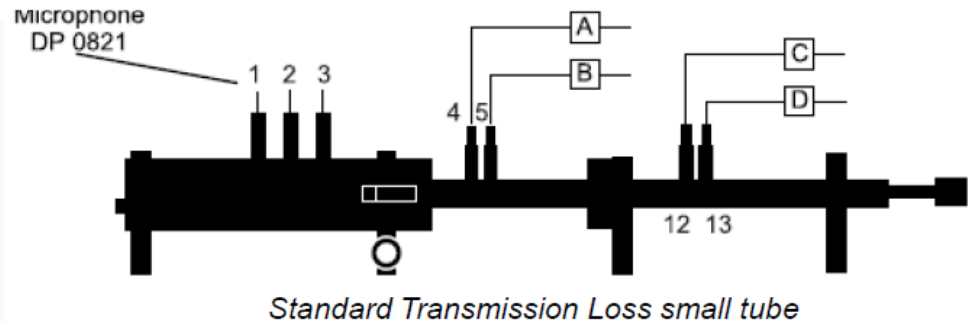 Microphone
DP 0821
1 2 3
A
B
C
D
4 5
12 13
Standard Transmission Loss small tube